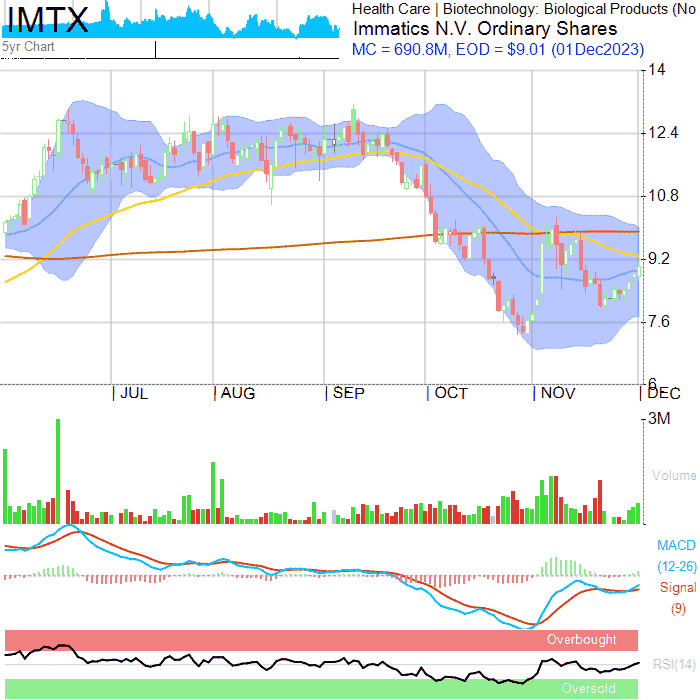 IMTX
5yr Chart
Health Care | Biotechnology: Biological Products (No
Immatics N.V. Ordinary Shares
MC = 690.8M, EOD = $9.01 (01Dec2023)
14
12.4
10.8
9.2
7.6
6
JUL AUG SEP OCT NOV DEC
3M
Volume
MACD
(12-26)
Signal
(9)
Overbought
RSI(14)
Oversold